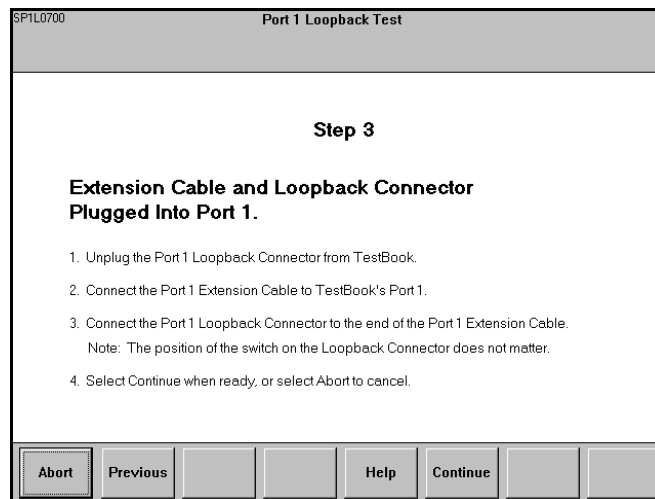 SP1L0700
Port 1 Loopback Test
Step 3
Extension Cable and Loopback Connector
Plugged Into Port 1.
1. Unplug the Port 1 Loopback Connector from TestBook.
2. Connect the Port 1 Extension Cable to TestBook's Port 1.
3. Connect the Port 1 Loopback Connector to the end of the Port 1 Extension Cable.
Note: The position of the switch on the Loopback Connector does not matter.
4. Select Continue when ready, or select Abort to cancel.
Abort Previous Help Continue